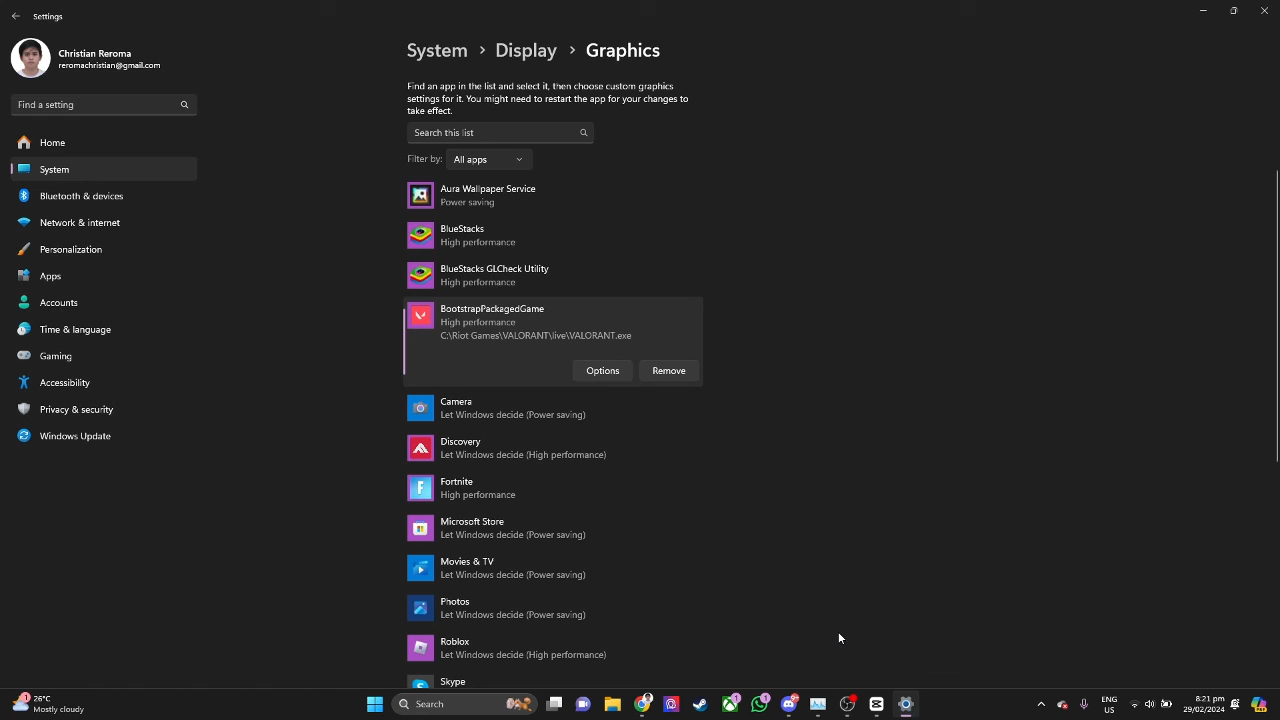 Settings
Christian Reroma
reromachristian@gmail.com
Find a setting
Home
System
Bluetooth & devices
Network & internet
Personalization
Apps
Accounts
Time & language
Gaming
Accessibility
Privacy & security
Windows Update
System > Display > Graphics
Find an app in the list and select it, then choose custom graphics
settings for it. You might need to restart the app for your changes to
take effect.
Search this list
Filter by: All apps
Aura Wallpaper Service
Power saving
BlueStacks
High performance
BlueStacks GLCheck Utility
High performance
BootstrapPackagedGame
High performance
C:\Riot Games\VALORANT\live\VALORANT.exe
Options Remove
Camera
Let Windows decide (Power saving)
Discovery
Let Windows decide (High performance)
Fortnite
High performance
Microsoft Store
Let Windows decide (Power saving)
Movies & TV
Let Windows decide (Power saving)
Photos
Let Windows decide (Power saving)
Roblox
Let Windows decide (High performance)
Skype
1
26°C
Mostly cloudy
Search
1
1
9+
ENG
US
8:21 pm
29/02/2024